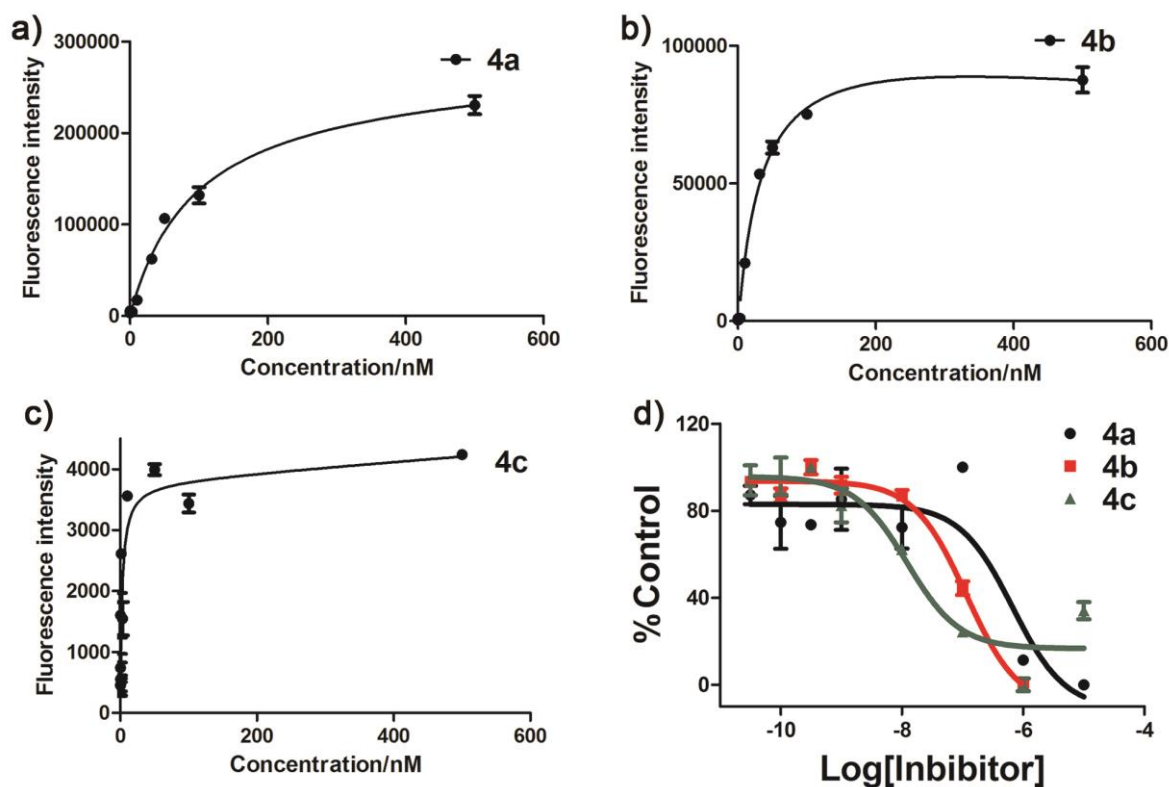 a)
4a
Fluorescence intensity
300000
200000
100000
0
0 200 400 600
Concentration/nM
b)
4b
Fluorescence intensity
100000
50000
0
0 200 400 600
Concentration/nM
c)
4c
Fluorescence intensity
4000
3000
2000
1000
0
0 200 400 600
Concentration/nM
d)
4a
4b
4c
% Control
120
80
40
0
-10 -8 -6 -4
Log[Inbibitor]